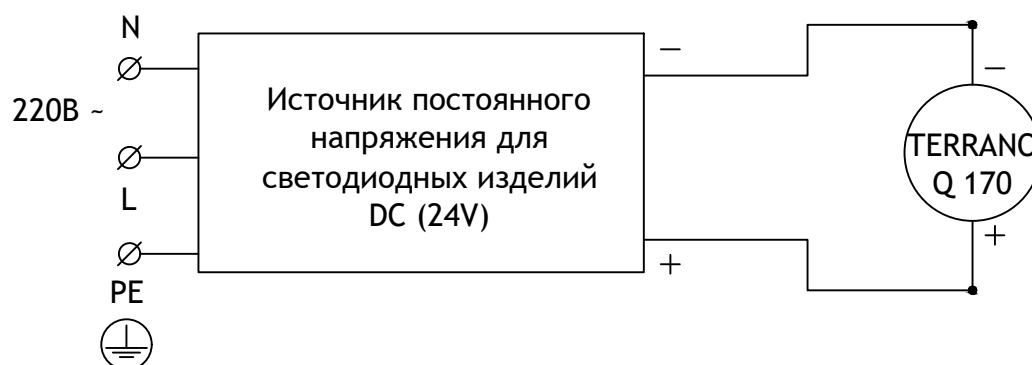 N
220В ~
L
PE
Источник постоянного
напряжения для
светодиодных изделий
DC (24V)
−
+
−
TERRANO
Q 170
+